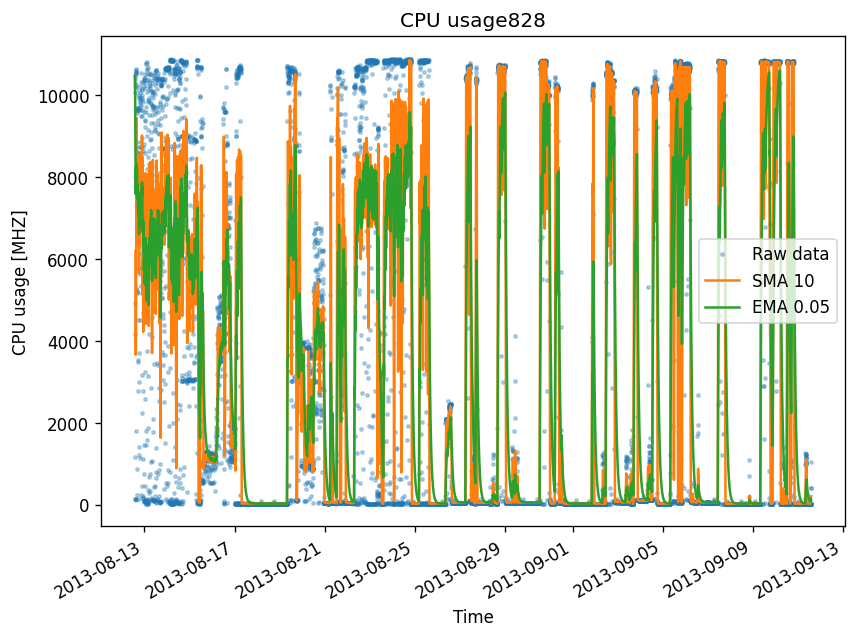 CPU usage828
10000
8000
6000
4000
2000
0
CPU usage [MHZ]
Raw data
SMA 10
EMA 0.05
2013-08-13
2013-08-17
2013-08-21
2013-08-25
2013-08-29
2013-09-01
2013-09-05
2013-09-09
2013-09-13
Time